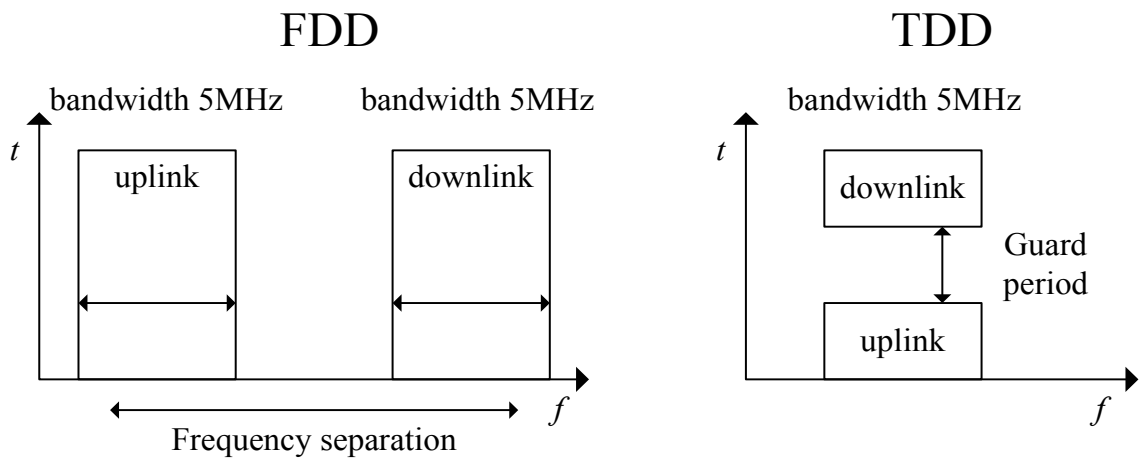 FDD
bandwidth 5MHz
bandwidth 5MHz
t
uplink
downlink
f
Frequency separation
TDD
bandwidth 5MHz
t
downlink
Guard
period
uplink
f